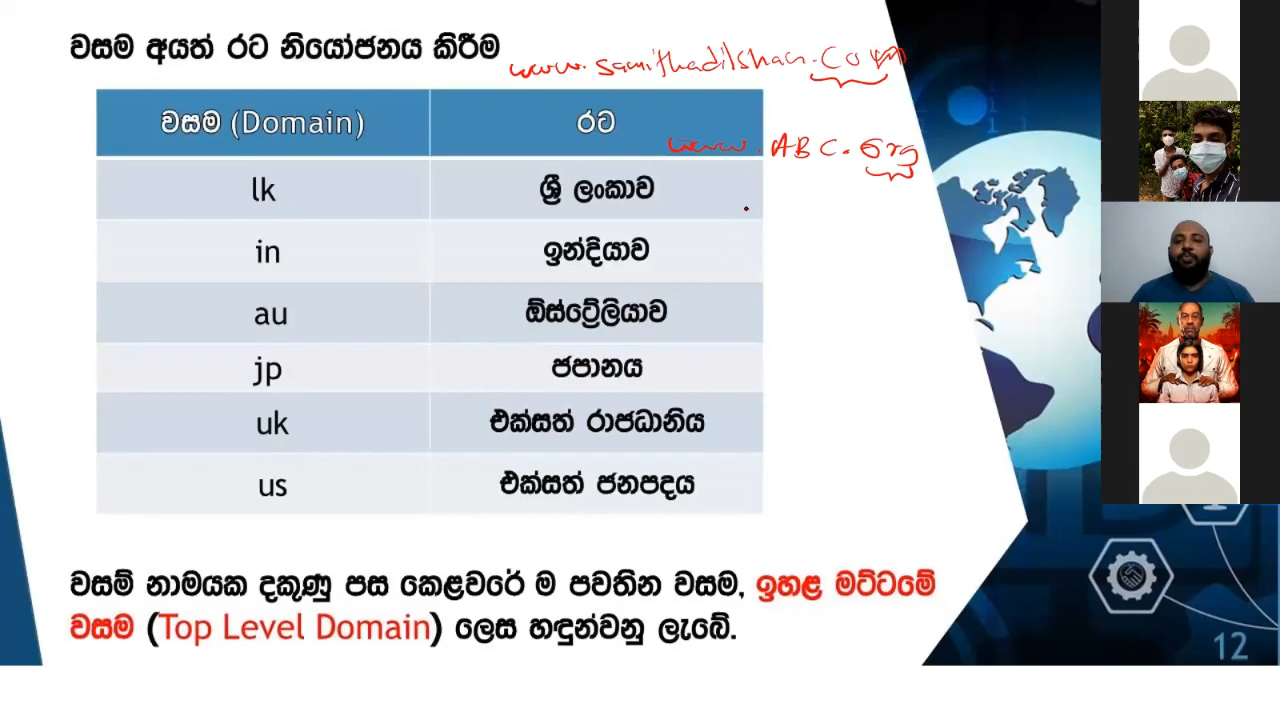 වසම අයත් රට නියෝජනය කිරීම
www.samithadilshan.com
වසම (Domain) රට
www.ABC.org
lk ශ්‍රී ලංකාව
in ඉන්දියාව
au ඕස්ට්‍රේලියාව
jp ජපානය
uk එක්සත් රාජධානිය
us එක්සත් ජනපදය
වසම් නාමයක දකුණු පස කෙළවරේ ම පවතින වසම, ඉහළ මට්ටමේ
වසම (Top Level Domain) ලෙස හඳුන්වනු ලැබේ.
12